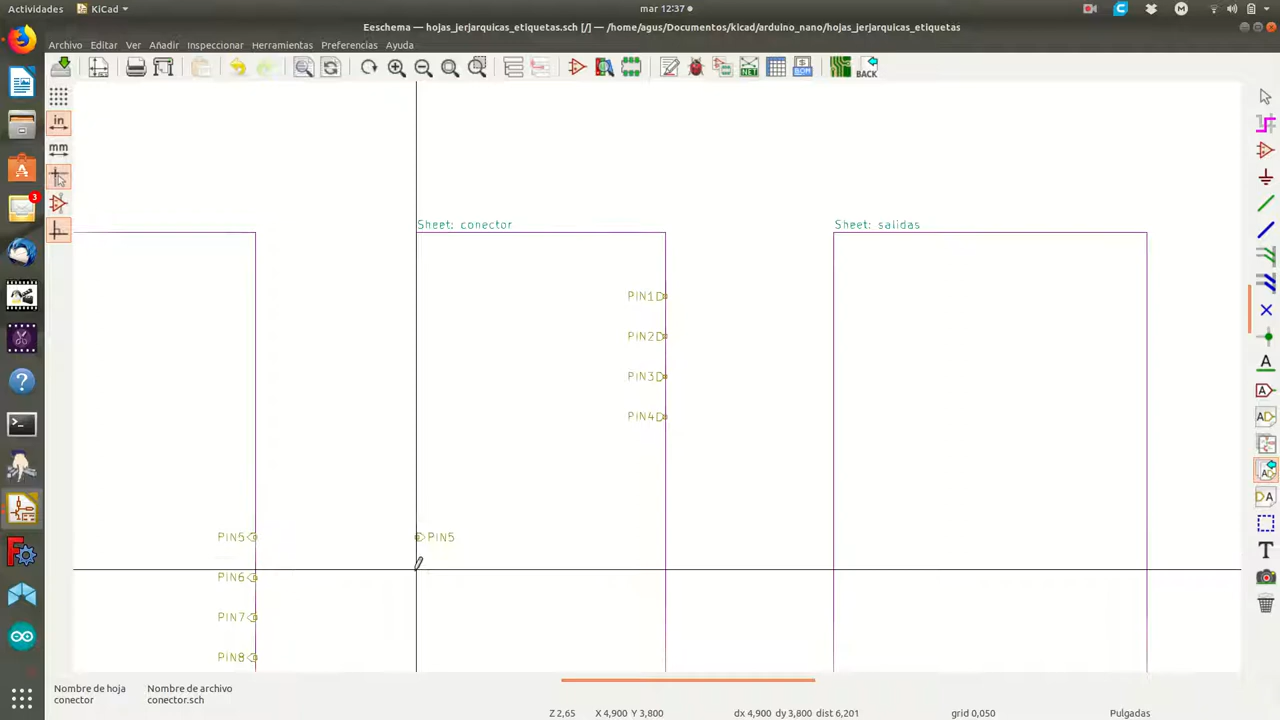 Actividades
KiCad
mar 12:37
Eeschema — hojas_jerjarquicas_etiquetas.sch [/] — /home/agus/Documentos/kicad/arduino_nano/hojas_jerjarquicas_etiquetas
Archivo Editar Ver Añadir Inspeccionar Herramientas Preferencias Ayuda
NET
BOM
BACK
in
mm
3
Sheet: conector
Sheet: salidas
PIN1
PIN2
PIN3
PIN4
PIN5
PIN5
PIN6
PIN7
PIN8
Nombre de hoja
conector
Nombre de archivo
conector.sch
Z 2,65
X 4,900 Y 3,800
dx 4,900 dy 3,800 dist 6,201
grid 0,050
Pulgadas